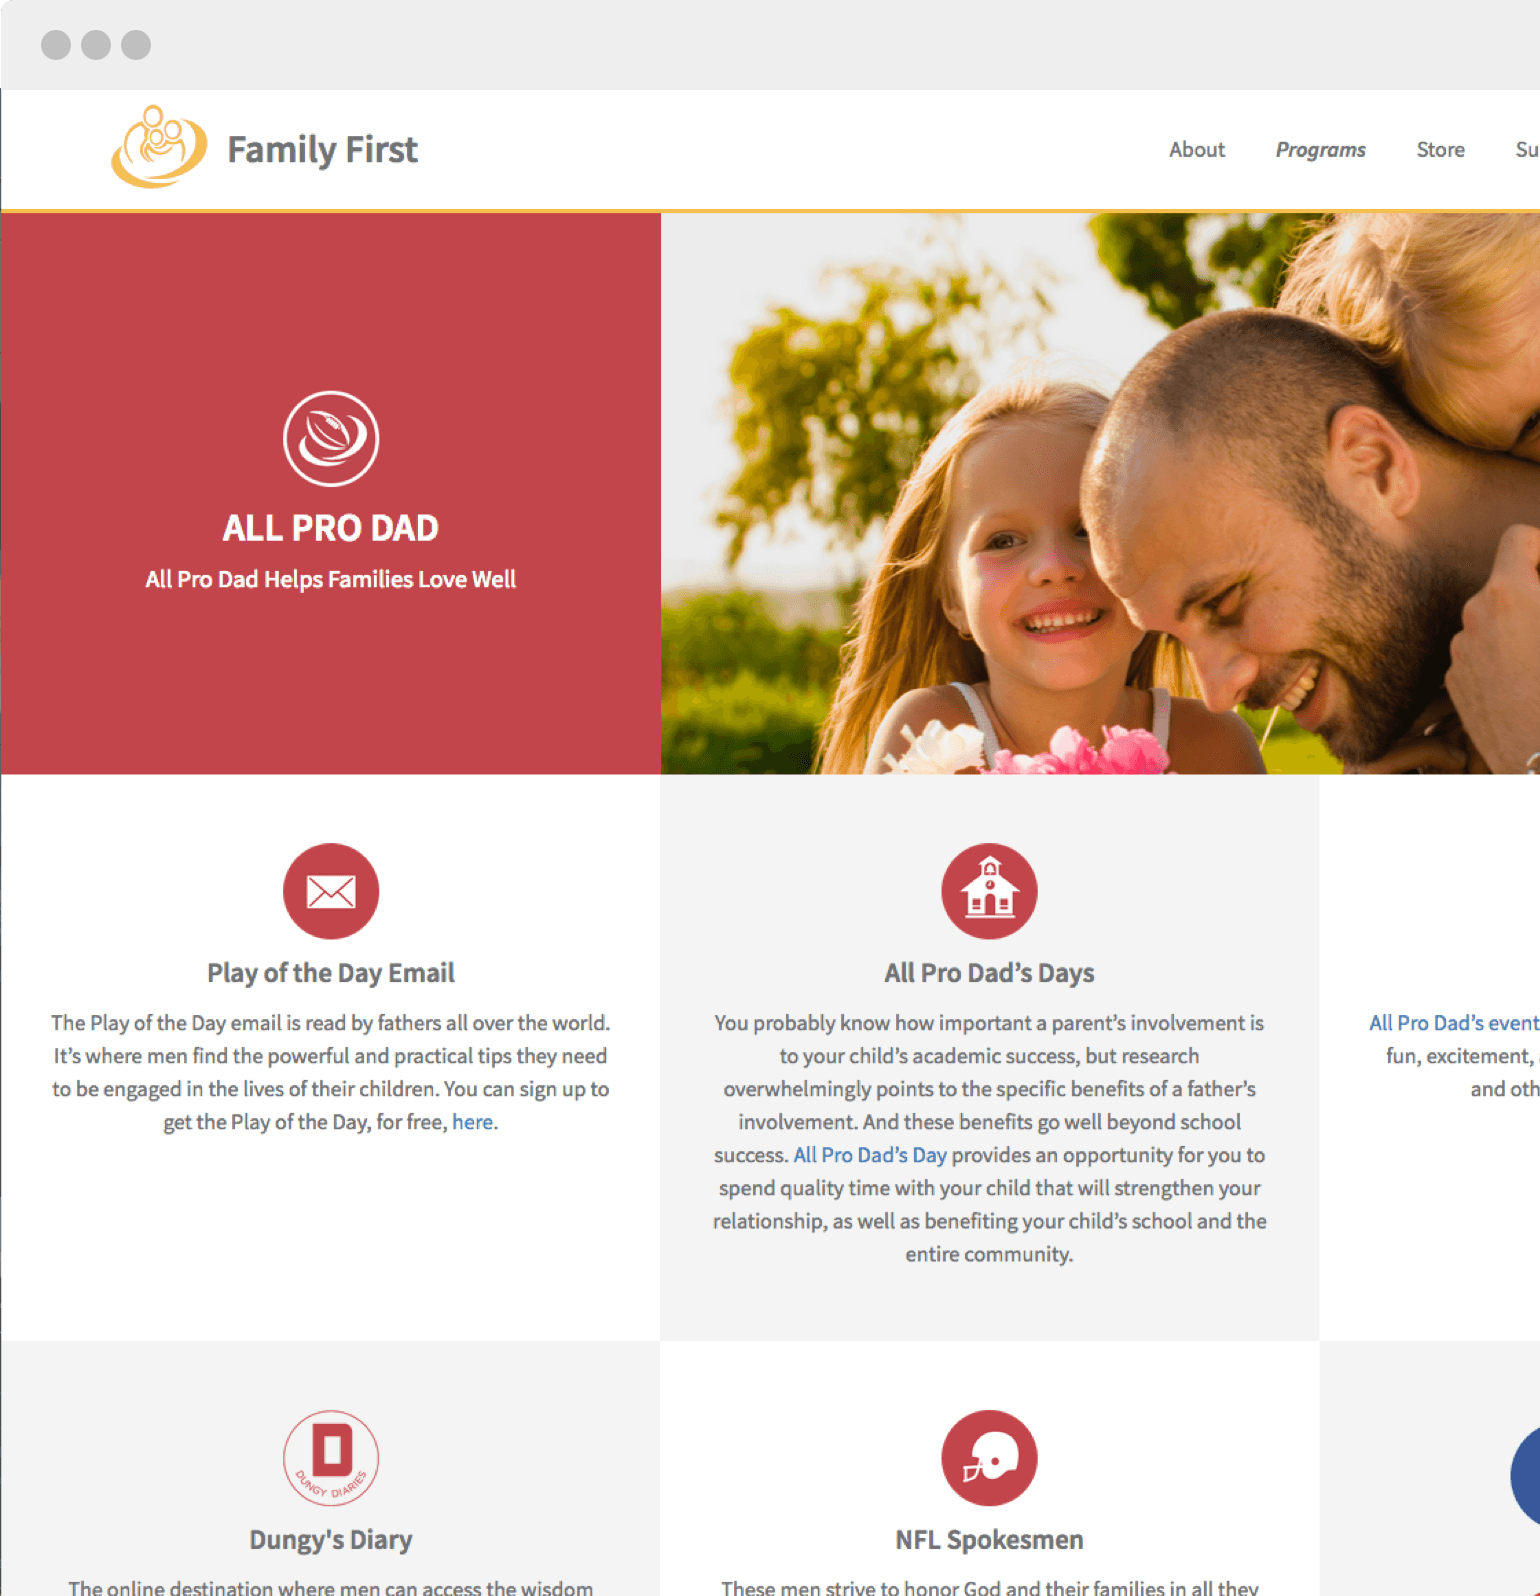 Family First
About Programs Store Su
ALL PRO DAD
All Pro Dad Helps Families Love Well
Play of the Day Email
The Play of the Day email is read by fathers all over the world.
It’s where men find the powerful and practical tips they need
to be engaged in the lives of their children. You can sign up to
get the Play of the Day, for free, here.
All Pro Dad’s Days
You probably know how important a parent’s involvement is
to your child’s academic success, but research
overwhelmingly points to the specific benefits of a father’s
involvement. And these benefits go well beyond school
success. All Pro Dad’s Day provides an opportunity for you to
spend quality time with your child that will strengthen your
relationship, as well as benefiting your child’s school and the
entire community.
All Pro Dad’s event
fun, excitement,
and oth
D
DUNGY DIARIES
Dungy's Diary
The online destination where men can access the wisdom
NFL Spokesmen
These men strive to honor God and their families in all they